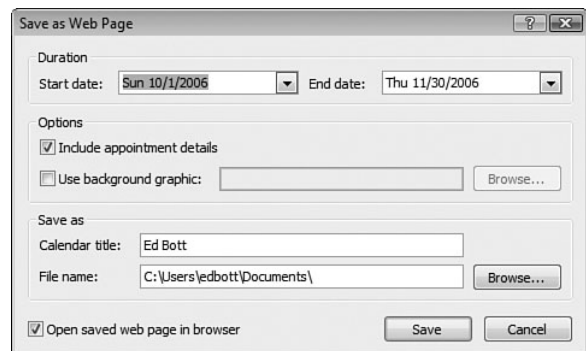 Save as Web Page
Duration
Start date: Sun 10/1/2006 End date: Thu 11/30/2006
Options
Include appointment details
Use background graphic: Browse...
Save as
Calendar title: Ed Bott
File name: C:\Users\edbott\Documents\ Browse...
Open saved web page in browser Save Cancel